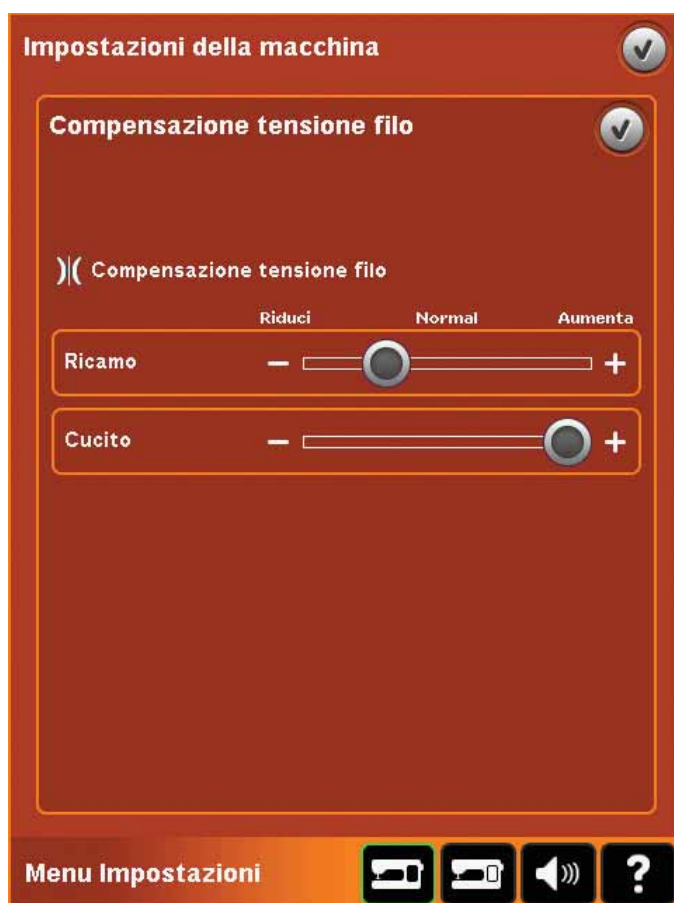 Impostazioni della macchina
Compensazione tensione filo
Compensazione tensione filo
Riduci Normal Aumenta
Ricamo − +
Cucito − +
Menu Impostazioni ?